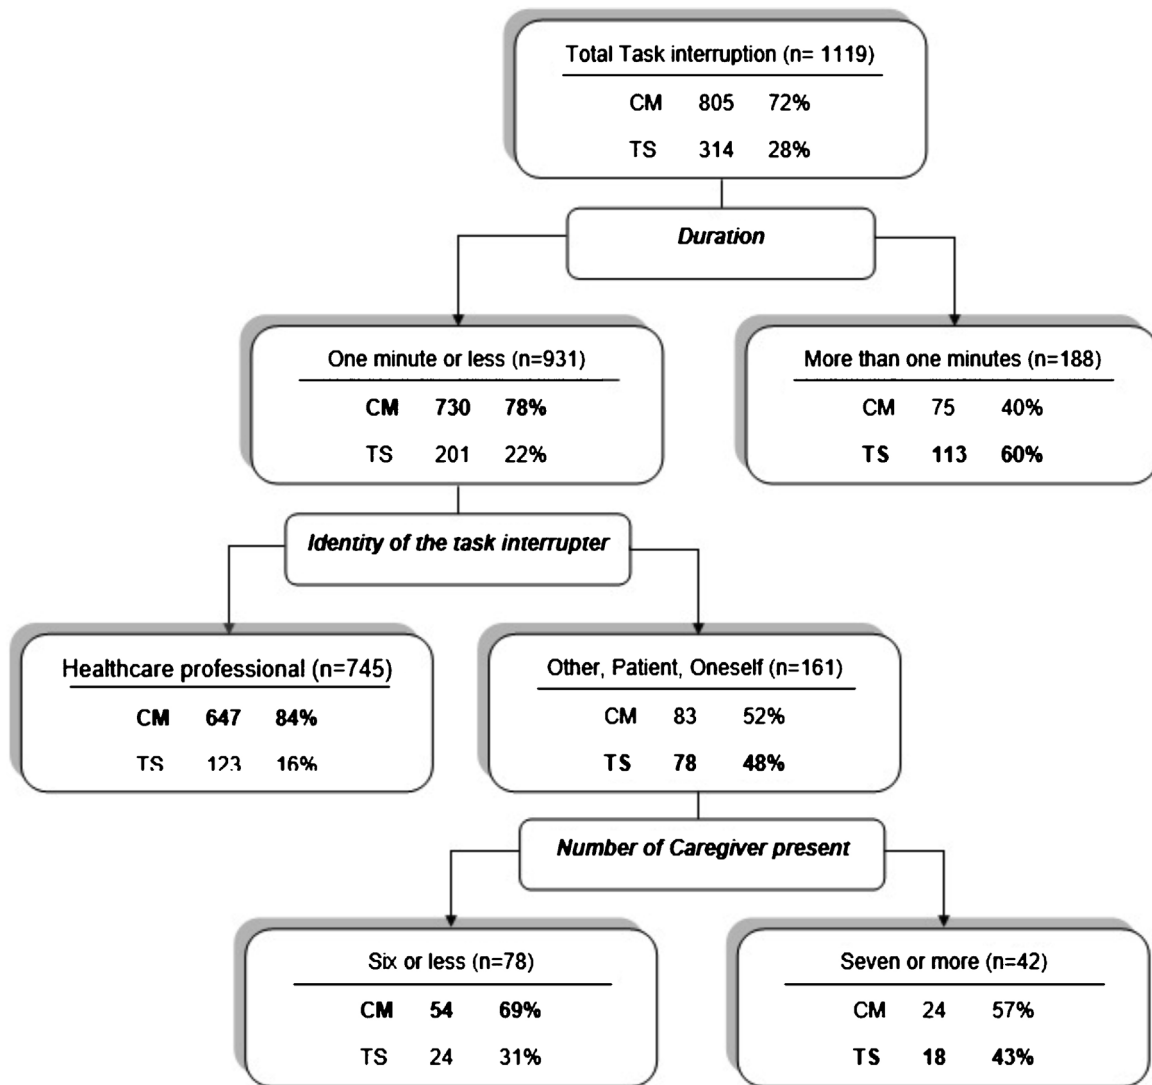 Total Task interruption (n= 1119)
CM 805 72%
TS 314 28%
Duration
One minute or less (n=931)
CM 730 78%
TS 201 22%
More than one minutes (n=188)
CM 75 40%
TS 113 60%
Identity of the task interrupter
Healthcare professional (n=745)
CM 647 84%
TS 123 16%
Other, Patient, Oneself (n=161)
CM 83 52%
TS 78 48%
Number of Caregiver present
Six or less (n=78)
CM 54 69%
TS 24 31%
Seven or more (n=42)
CM 24 57%
TS 18 43%